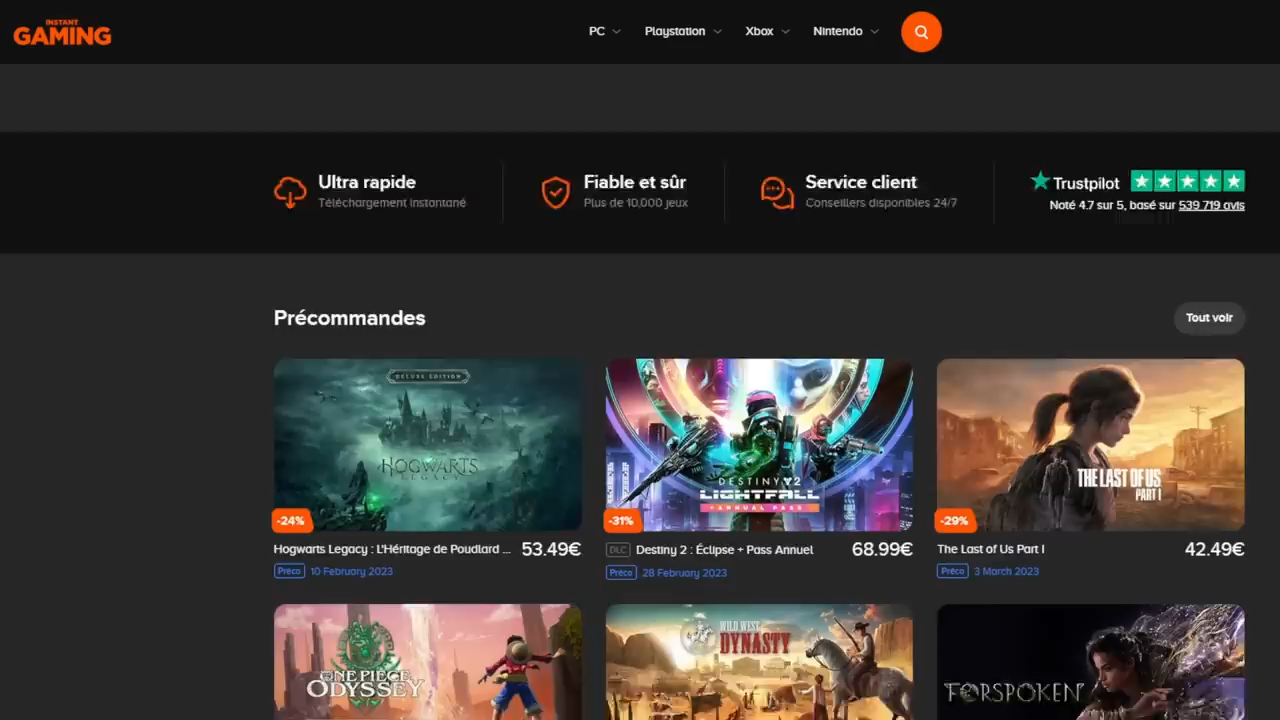 INSTANT
GAMING
PC
Playstation
Xbox
Nintendo
Ultra rapide
Téléchargement instantané
Fiable et sûr
Plus de 10,000 jeux
Service client
Conseillers disponibles 24/7
Trustpilot
Noté 4.7 sur 5, basé sur 539 719 avis
Précommandes
Tout voir
DELUXE EDITION
HOGWARTS
LEGACY
-24%
DESTINY 2
LIGHTFALL
+ ANNUAL PASS
-31%
THE LAST OF US
PART I
-29%
Hogwarts Legacy : L'Héritage de Poudlard ...
53.49€
Préco 10 February 2023
DLC Destiny 2 : Éclipse + Pass Annuel
68.99€
Préco 28 February 2023
The Last of Us Part I
42.49€
Préco 3 March 2023
ONE PIECE
ODYSSEY
WILD WEST
DYNASTY
FORSPOKEN